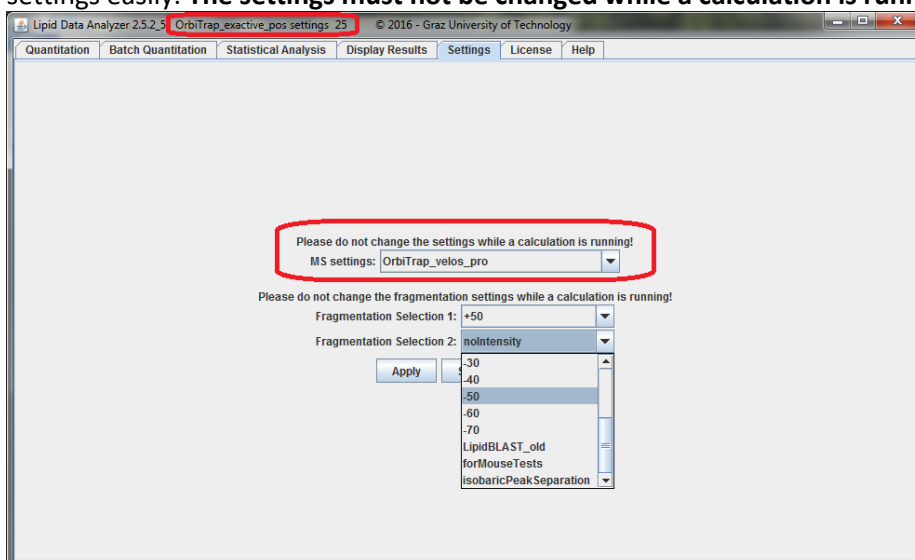 settings easily. The settings must not be changed while a calculation is
Lipid Data Analyzer 2.5.2_5 OrbiTrap_exactive_pos settings 25 © 2016 - Graz University of Technology
Quantitation Batch Quantitation Statistical Analysis Display Results Settings License Help
Please do not change the settings while a calculation is running!
MS settings: OrbiTrap_velos_pro
Please do not change the fragmentation settings while a calculation is running!
Fragmentation Selection 1: +50
Fragmentation Selection 2: noIntensity
Apply
-30
-40
-50
-60
-70
LipidBLAST_old
forMouseTests
isobaricPeakSeparation